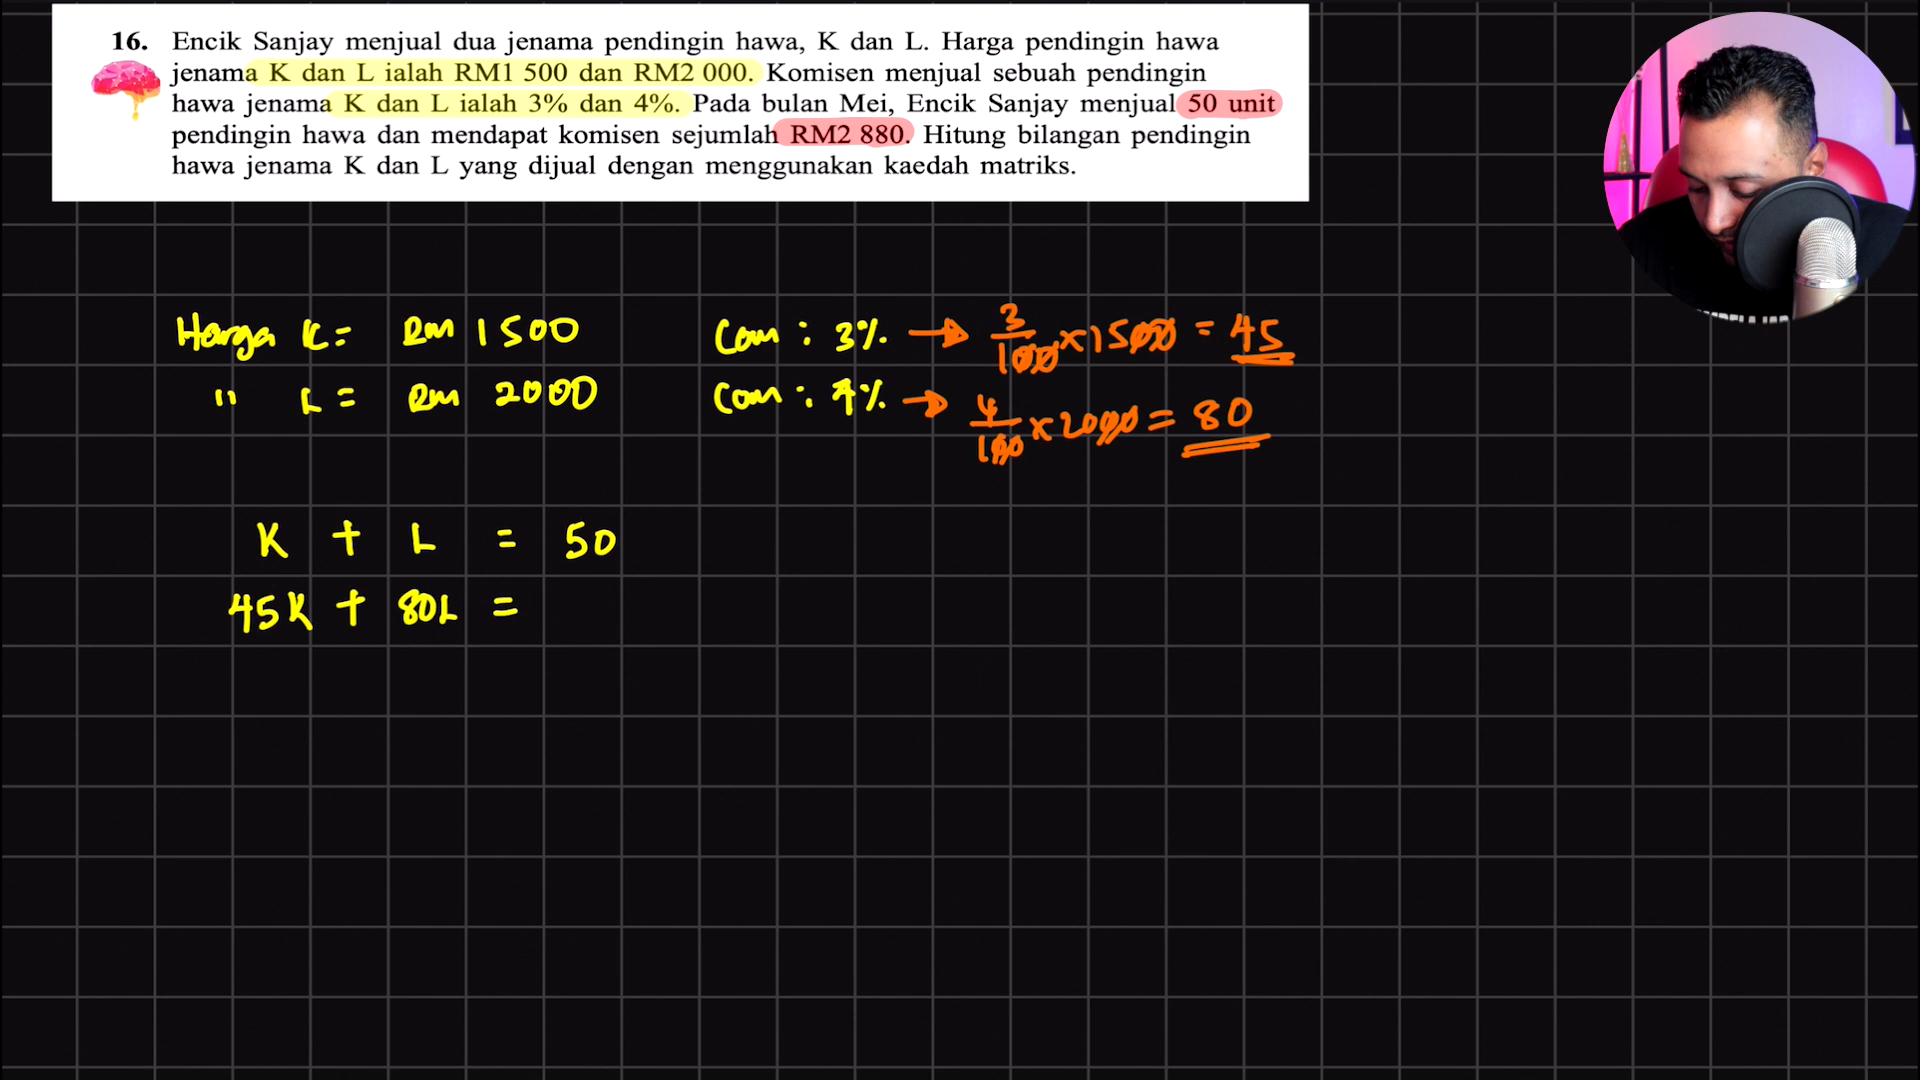 16. Encik Sanjay menjual dua jenama pendingin hawa, K dan L. Harga pendingin hawa
jenama K dan L ialah RM1 500 dan RM2 000. Komisen menjual sebuah pendingin
hawa jenama K dan L ialah 3% dan 4%. Pada bulan Mei, Encik Sanjay menjual 50 unit
pendingin hawa dan mendapat komisen sejumlah RM2 880. Hitung bilangan pendingin
hawa jenama K dan L yang dijual dengan menggunakan kaedah matriks.
Harga K = RM 1500 Com : 3% → 3/100 × 1500 = 45
" L = RM 2000 Com : 4% → 4/100 × 2000 = 80
K + L = 50
45K + 80L =